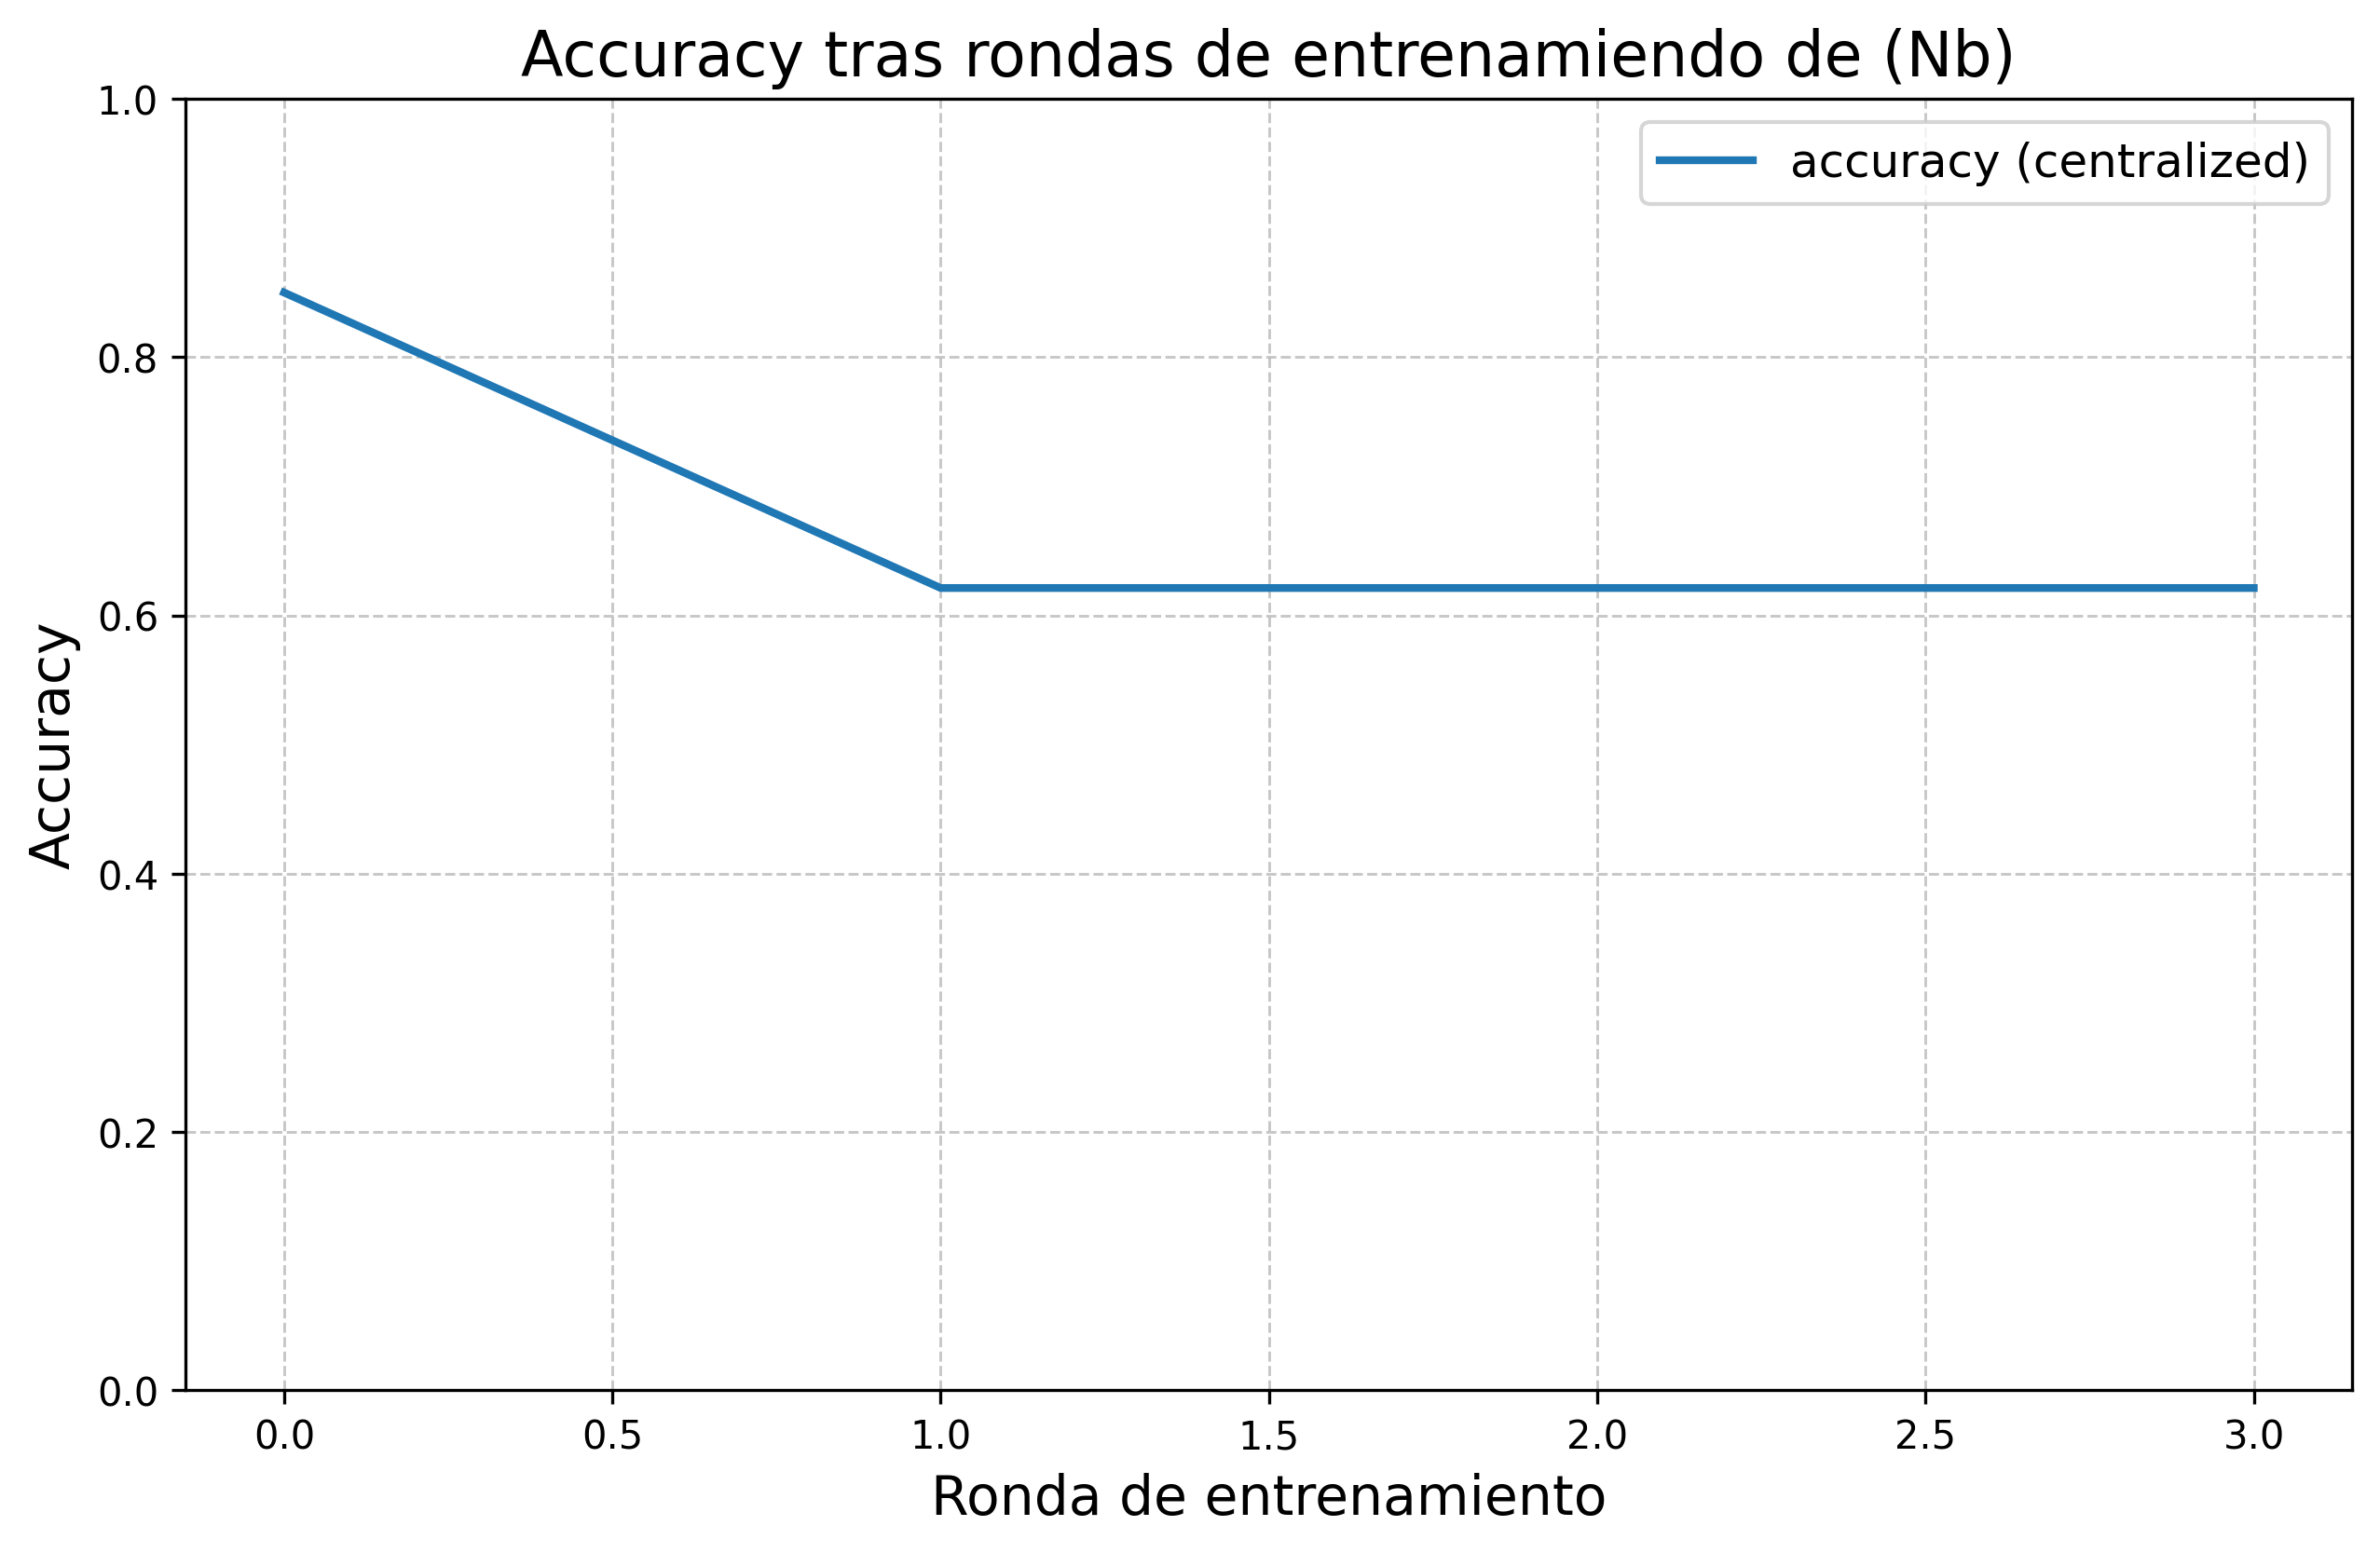 Accuracy tras rondas de entrenamiendo de (Nb)
accuracy (centralized)
1.0
0.8
0.6
0.4
0.2
0.0
Accuracy
0.0 0.5 1.0 1.5 2.0 2.5 3.0
Ronda de entrenamiento